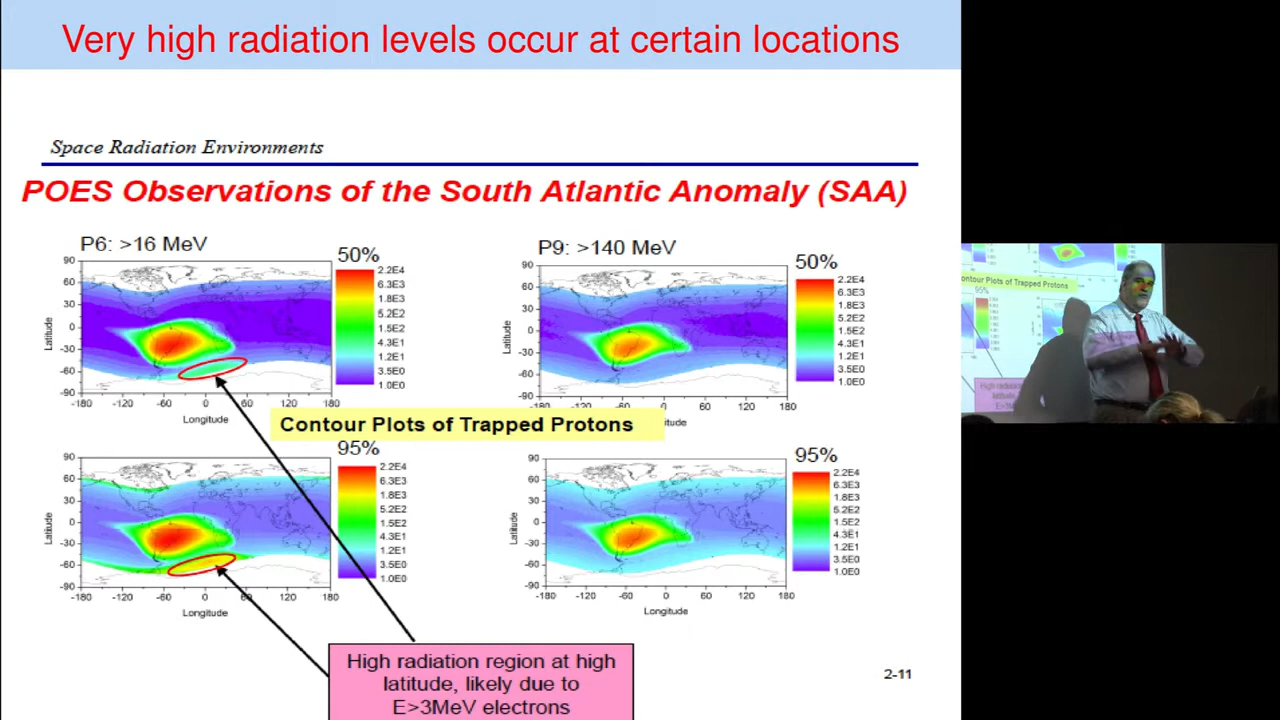 Very high radiation levels occur at certain locations
Space Radiation Environments
POES Observations of the South Atlantic Anomaly (SAA)
P6: >16 MeV
50%
90
60
30
0
-30
-60
-90
Latitude
-180 -120 -60 0 60 120 180
Longitude
2.2E4
6.3E3
1.8E3
5.2E2
1.5E2
4.3E1
1.2E1
3.5E0
1.0E0
P9: >140 MeV
50%
90
60
30
0
-30
-60
-90
Latitude
-180 -120 -60 0 60 120 180
2.2E4
6.3E3
1.8E3
5.2E2
1.5E2
4.3E1
1.2E1
3.5E0
1.0E0
Contour Plots of Trapped Protons
95%
90
60
30
0
-30
-60
-90
Latitude
-180 -120 -60 0 60 120 180
Longitude
2.2E4
6.3E3
1.8E3
5.2E2
1.5E2
4.3E1
1.2E1
3.5E0
1.0E0
95%
90
60
30
0
-30
-60
-90
Latitude
-180 -120 -60 0 60 120 180
Longitude
2.2E4
6.3E3
1.8E3
5.2E2
1.5E2
4.3E1
1.2E1
3.5E0
1.0E0
High radiation region at high
latitude, likely due to
E>3MeV electrons
2-11
Contour Plots of Trapped Protons
95%
High radiation